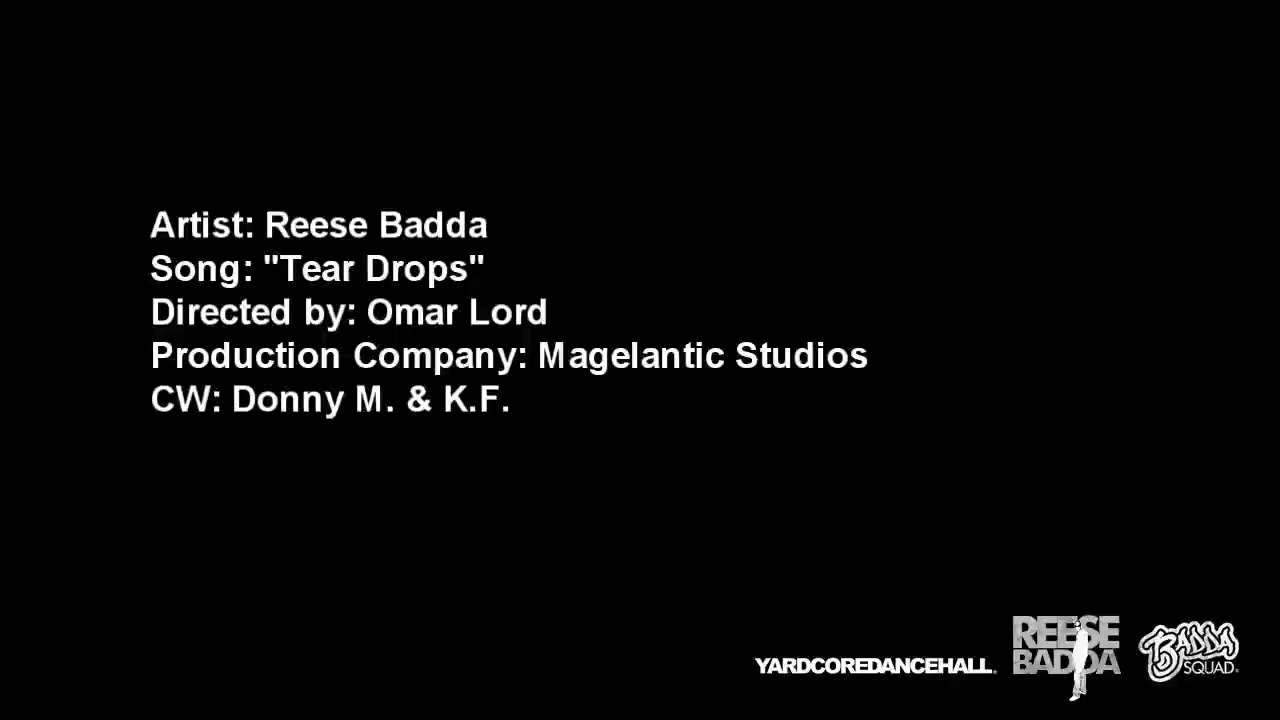 Artist: Reese Badda
Song: "Tear Drops"
Directed by: Omar Lord
Production Company: Magelantic Studios
CW: Donny M. & K.F.
YARDCOREDANCEHALL
REESE
BADDA
BADDA
SQUAD